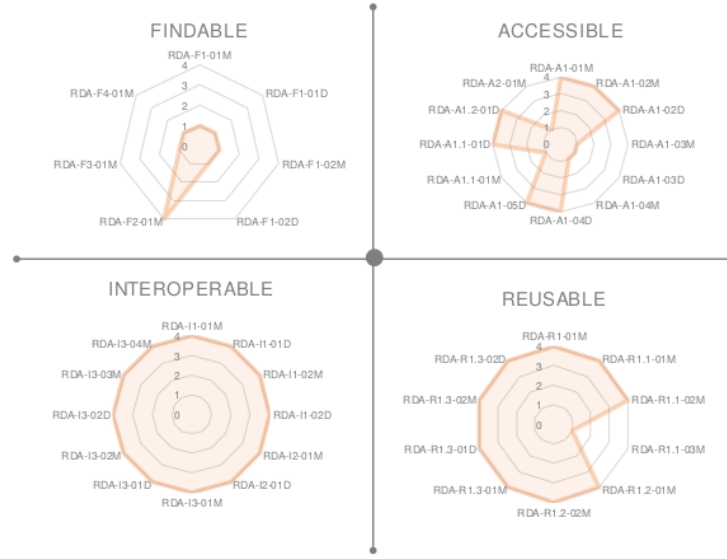 FINDABLE
RDA-F1-01M
4
RDA-F4-01M
3
RDA-F1-01D
2
1
0
RDA-F3-01M
RDA-F1-02M
RDA-F2-01M
RDA-F1-02D
ACCESSIBLE
RDA-A1-01M
4
RDA-A2-01M
RDA-A1-02M
3
RDA-A1.2-01D
2
RDA-A1-02D
1
RDA-A1.1-01D
0
RDA-A1-03M
RDA-A1.1-01M
RDA-A1-03D
RDA-A1-05D
RDA-A1-04M
RDA-A1-04D
INTEROPERABLE
RDA-I1-01M
4
RDA-I3-04M
RDA-I1-01D
3
RDA-I3-03M
2
RDA-I1-02M
1
RDA-I3-02D
0
RDA-I1-02D
RDA-I3-02M
RDA-I2-01M
RDA-I3-01D
RDA-I2-01D
RDA-I3-01M
REUSABLE
RDA-R1-01M
4
RDA-R1.3-02D
RDA-R1.1-01M
3
RDA-R1.3-02M
2
RDA-R1.1-02M
1
0
RDA-R1.3-01D
RDA-R1.1-03M
RDA-R1.3-01M
RDA-R1.2-01M
RDA-R1.2-02M